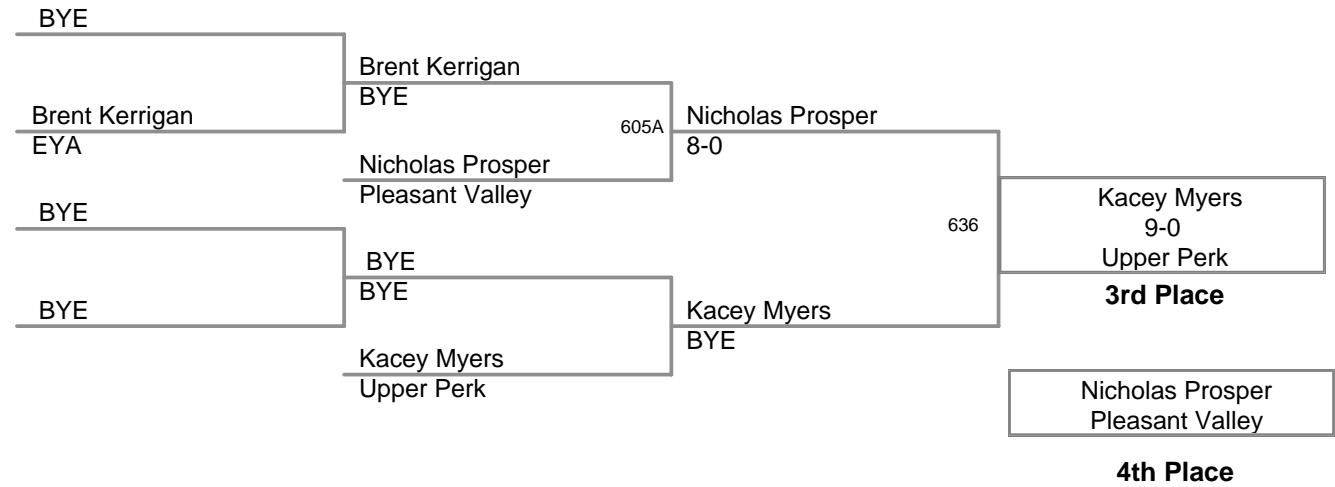 BYE
Brent Kerrigan
BYE
Brent Kerrigan
EYA
605A
Nicholas Prosper
8-0
Nicholas Prosper
Pleasant Valley
BYE
636
Kacey Myers
9-0
Upper Perk
3rd Place
BYE
BYE
BYE
Kacey Myers
BYE
Kacey Myers
Upper Perk
Nicholas Prosper
Pleasant Valley
4th Place